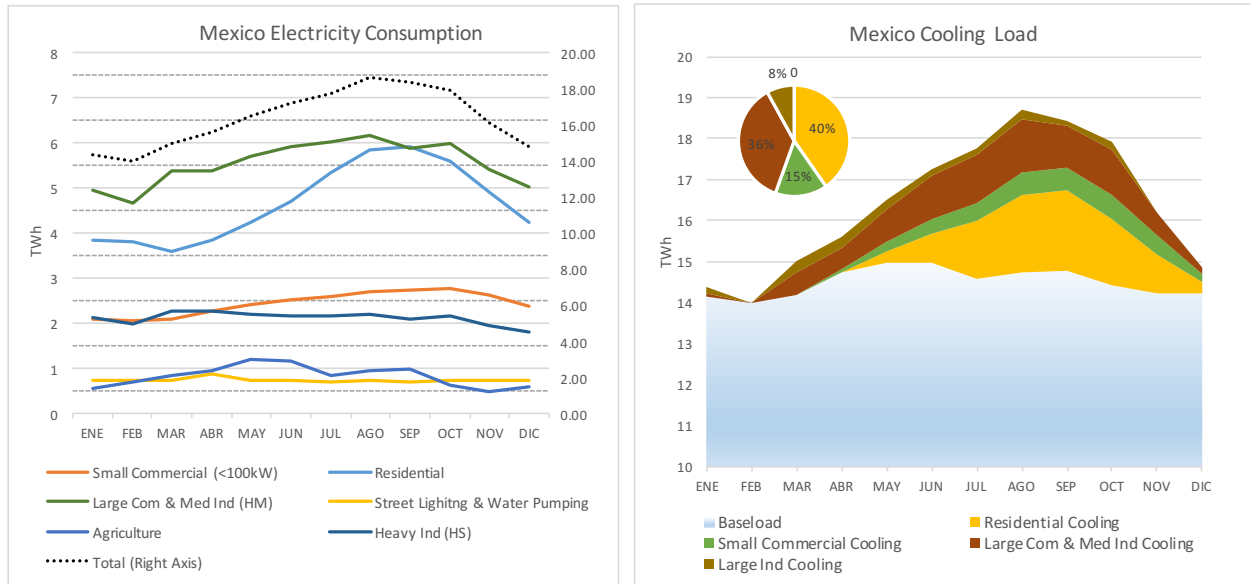 Mexico Electricity Consumption
8
7
6
5
4
3
2
1
0
TWh
20.00
18.00
16.00
14.00
12.00
10.00
8.00
6.00
4.00
2.00
0.00
ENE FEB MAR ABR MAY JUN JUL AGO SEP OCT NOV DIC
Small Commercial (<100kW) Residential
Large Com & Med Ind (HM) Street Lighitng & Water Pumping
Agriculture Heavy Ind (HS)
Total (Right Axis)
Mexico Cooling Load
20
19
18
17
16
15
14
13
12
11
10
TWh
8% 0
40%
36%
15%
ENE FEB MAR ABR MAY JUN JUL AGO SEP OCT NOV DIC
Baseload Residential Cooling
Small Commercial Cooling Large Com & Med Ind Cooling
Large Ind Cooling